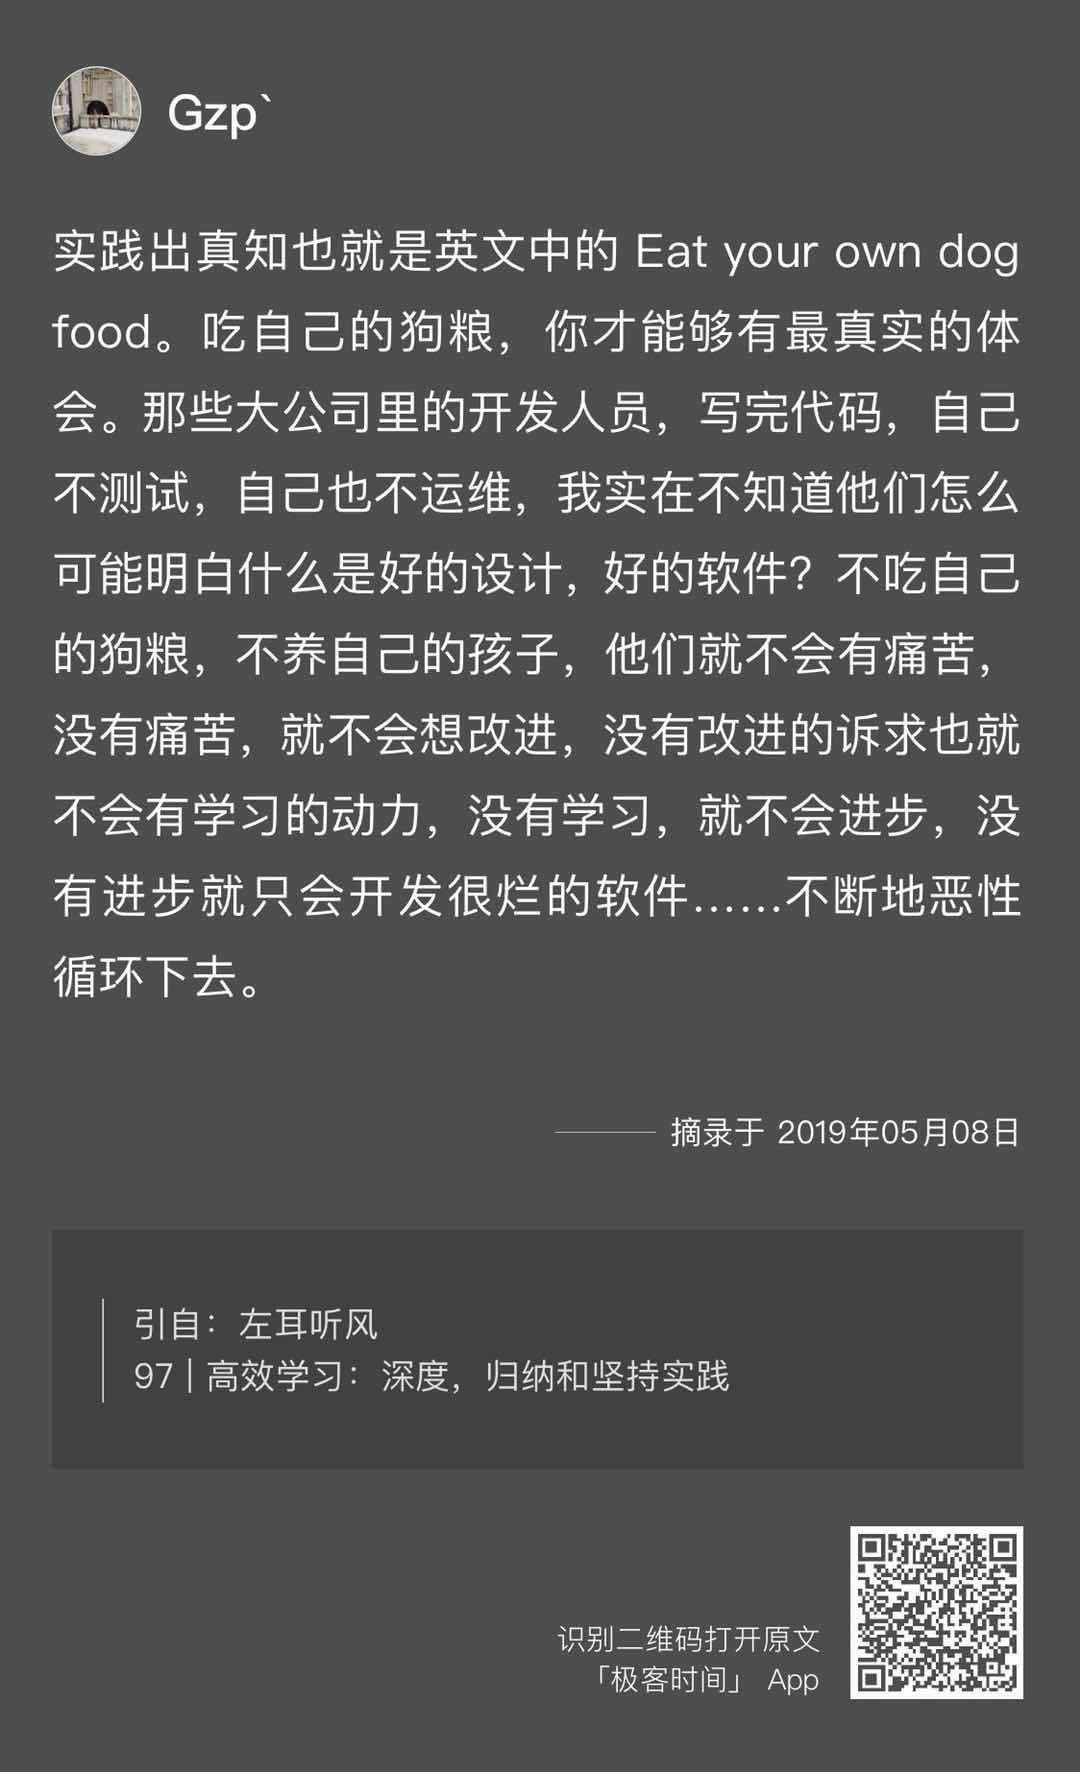 Gzp`
实践出真知也就是英文中的 Eat your own dog
food。吃自己的狗粮，你才能够有最真实的体
会。那些大公司里的开发人员，写完代码，自己
不测试，自己也不运维，我实在不知道他们怎么
可能明白什么是好的设计，好的软件？不吃自己
的狗粮，不养自己的孩子，他们就不会有痛苦，
没有痛苦，就不会想改进，没有改进的诉求也就
不会有学习的动力，没有学习，就不会进步，没
有进步就只会开发很烂的软件……不断地恶性
循环下去。
摘录于 2019年05月08日
引自：左耳听风
97 | 高效学习：深度，归纳和坚持实践
识别二维码打开原文
「极客时间」 App